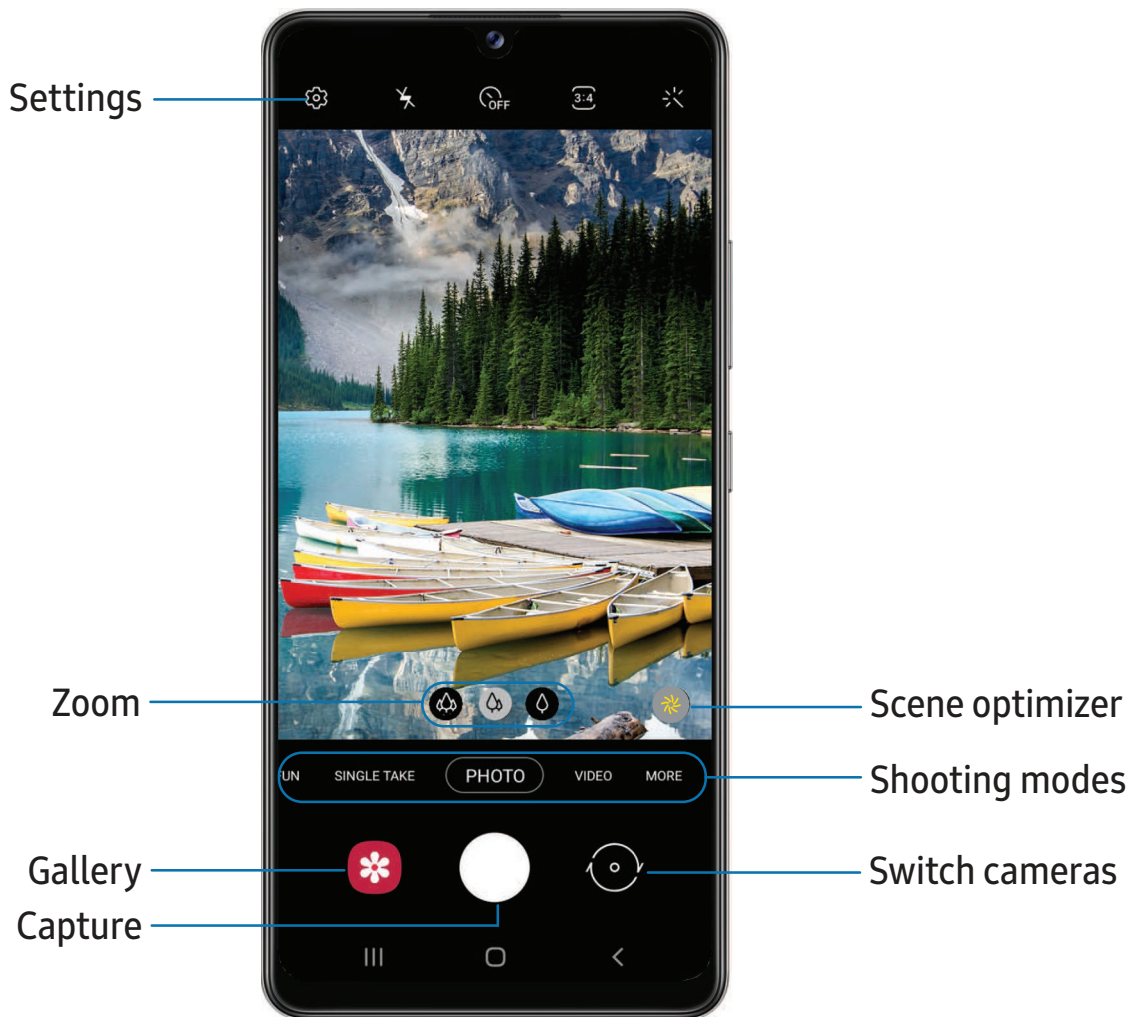 Settings
OFF
3:4
Zoom
Scene optimizer
UN SINGLE TAKE PHOTO VIDEO MORE
Shooting modes
Gallery
Switch cameras
Capture